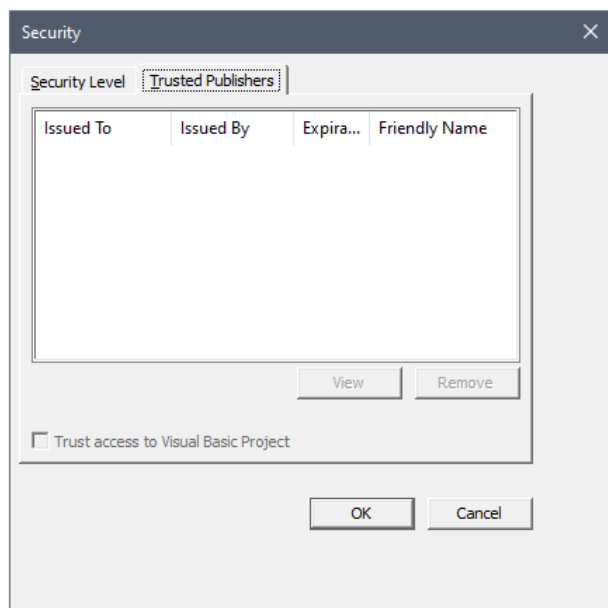 Security
Security Level Trusted Publishers
Issued To Issued By Expira... Friendly Name
View Remove
Trust access to Visual Basic Project
OK Cancel